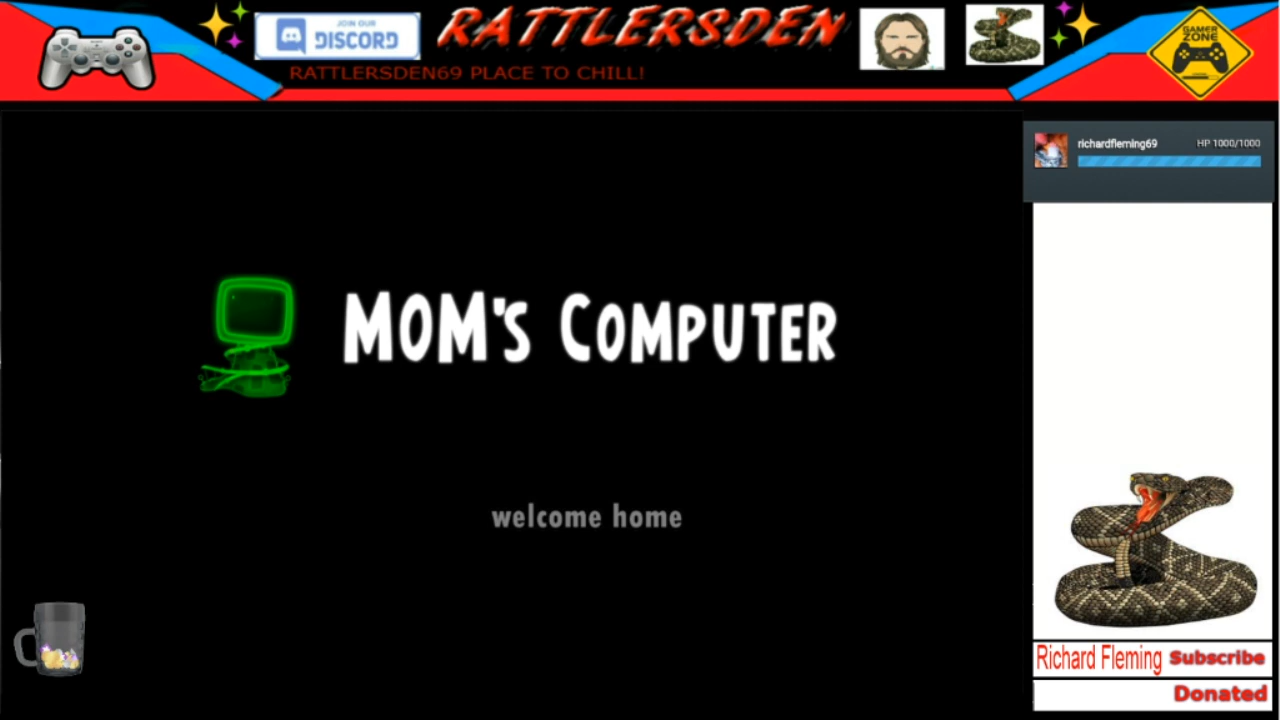 JOIN OUR
DISCORD
RATTLERSDEN
RATTLERSDEN69 PLACE TO CHILL!
GAMER
ZONE
richardfleming69
HP 1000/1000
MOM's COMPUTER
welcome home
Richard Fleming
Subscribe
Donated